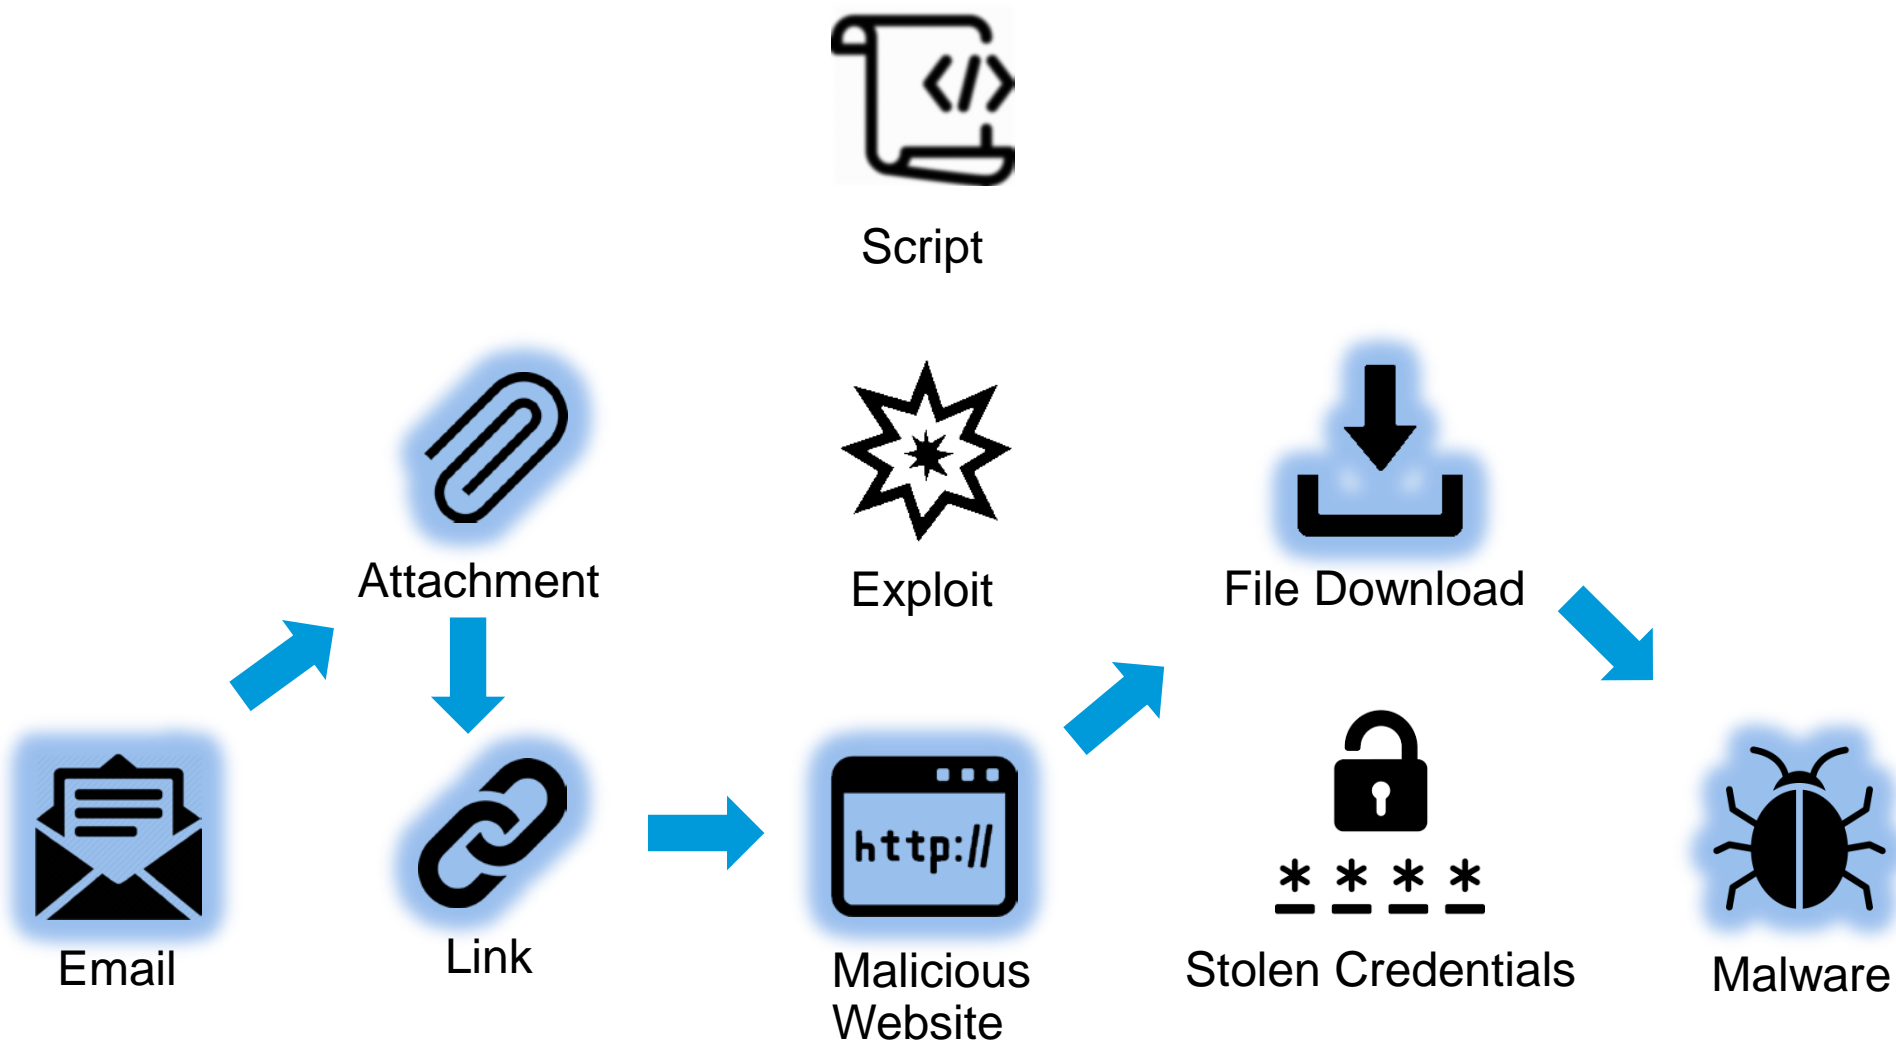 </>
Script
Attachment
Exploit
File Download
http://
* * * *
Email
Link
Malicious
Website
Stolen Credentials
Malware